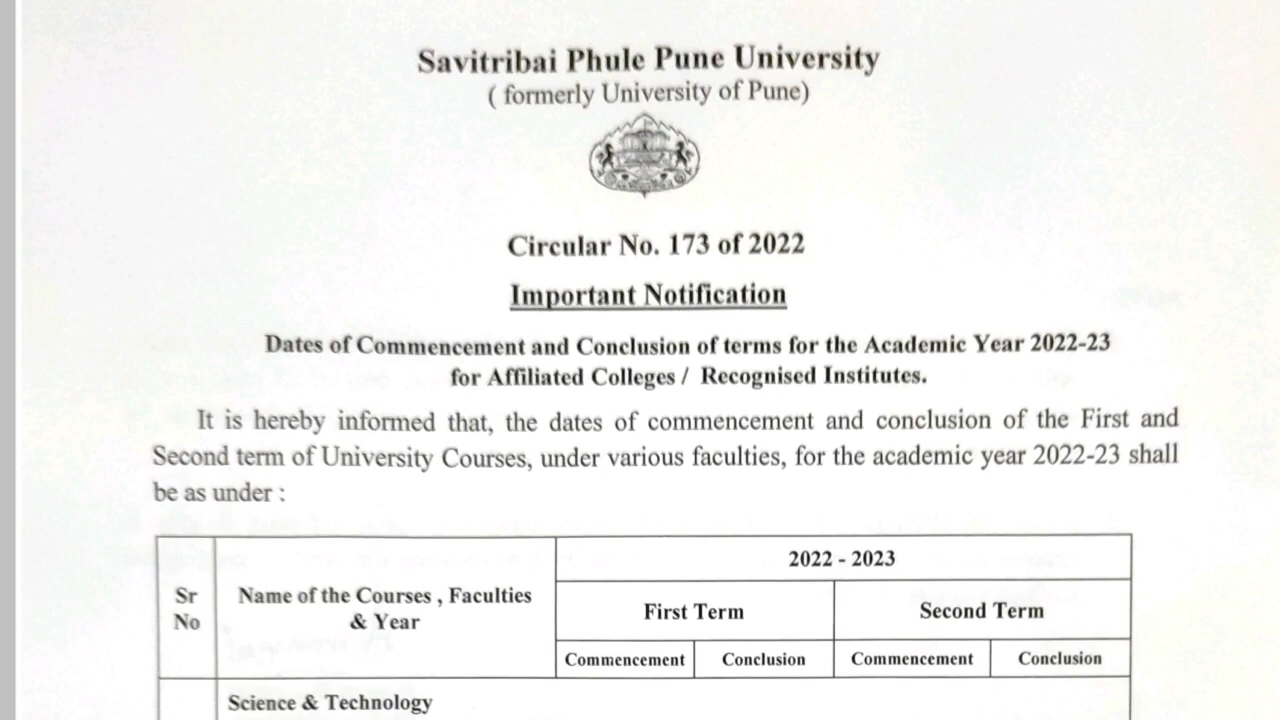 Savitribai Phule Pune University
( formerly University of Pune)
Circular No. 173 of 2022
Important Notification
Dates of Commencement and Conclusion of terms for the Academic Year 2022-23
for Affiliated Colleges / Recognised Institutes.
It is hereby informed that, the dates of commencement and conclusion of the First and
Second term of University Courses, under various faculties, for the academic year 2022-23 shall
be as under :
2022 - 2023
Sr
No
Name of the Courses , Faculties
& Year
First Term
Second Term
Commencement
Conclusion
Commencement
Conclusion
Science & Technology